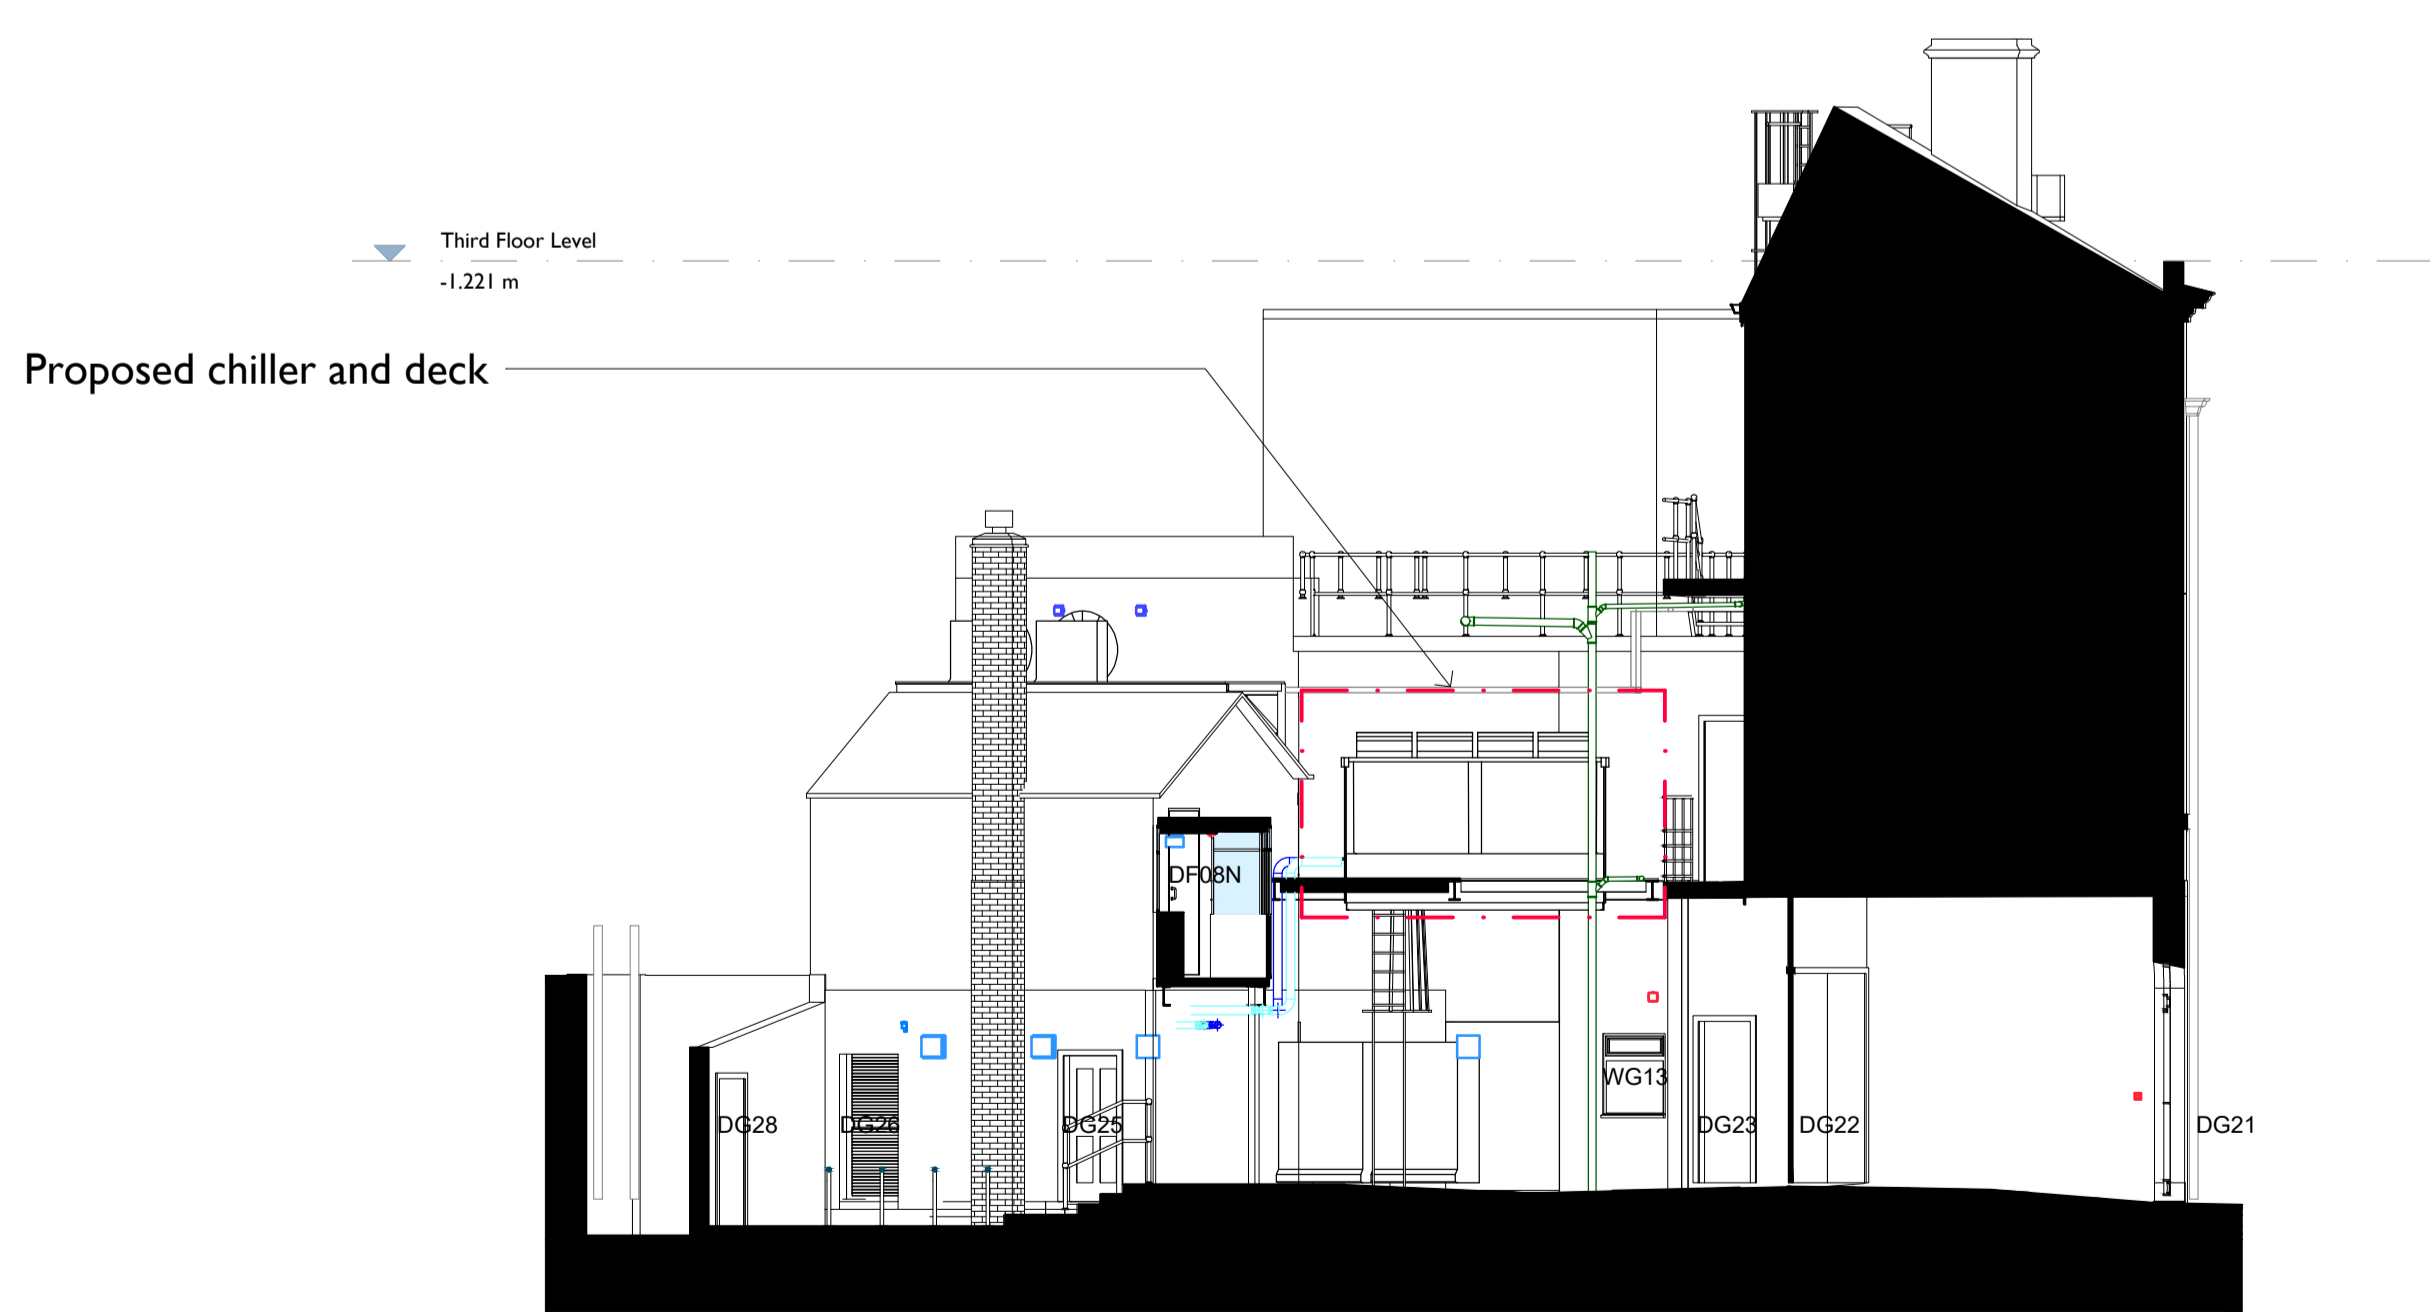 Third Floor Level
-1.221 m
Proposed chiller and deck
DF08N
WG13
DG28
DG26
DG25
DG23
DG22
DG21